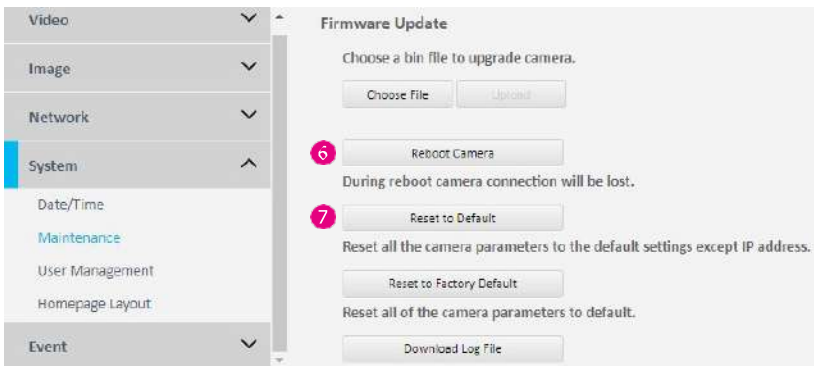 Video
Image
Network
System
Date/Time
Maintenance
User Management
Homepage Layout
Event
Firmware Update
Choose a bin file to upgrade camera.
Choose File
Upload
6
Reboot Camera
During reboot camera connection will be lost.
7
Reset to Default
Reset all the camera parameters to the default settings except IP address.
Reset to Factory Default
Reset all of the camera parameters to default.
Download Log File